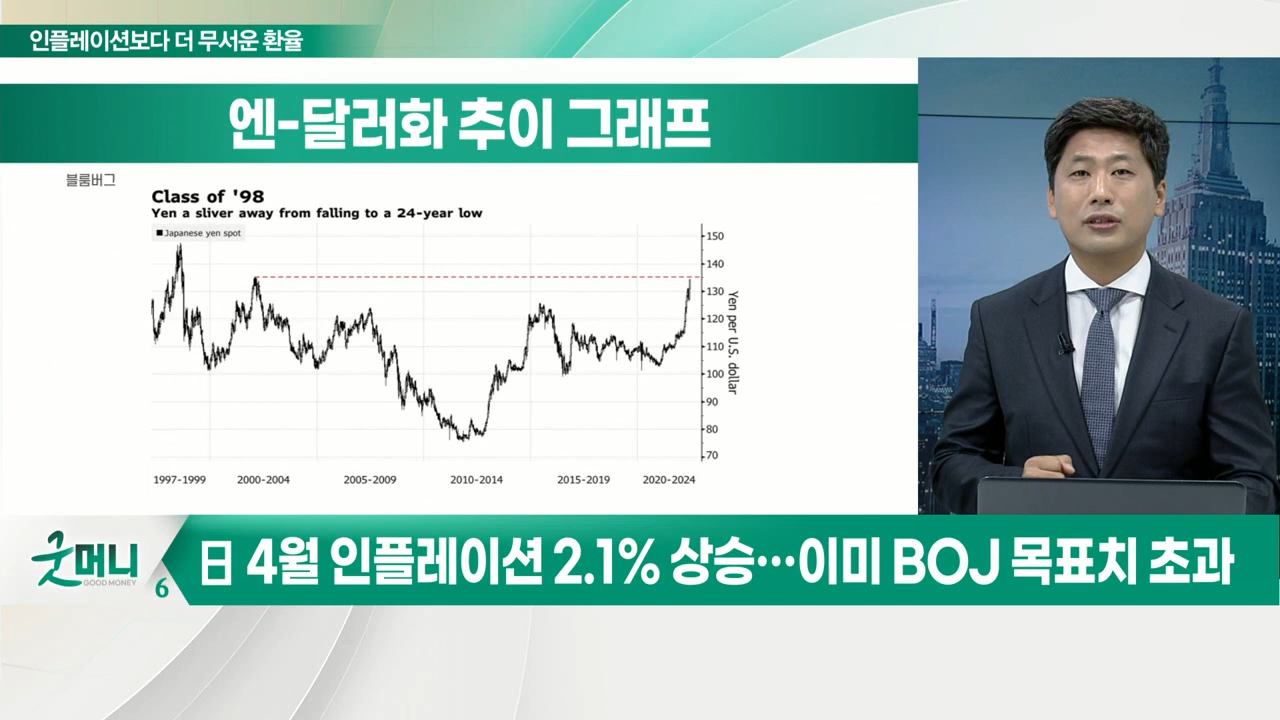 인플레이션보다 더 무서운 환율
엔-달러화 추이 그래프
블룸버그
Class of '98
Yen a sliver away from falling to a 24-year low
Japanese yen spot
150
140
130
120
110
100
90
80
70
Yen per U.S. dollar
1997-1999 2000-2004 2005-2009 2010-2014 2015-2019 2020-2024
굿머니
GOOD MONEY
6
日 4월 인플레이션 2.1% 상승…이미 BOJ 목표치 초과